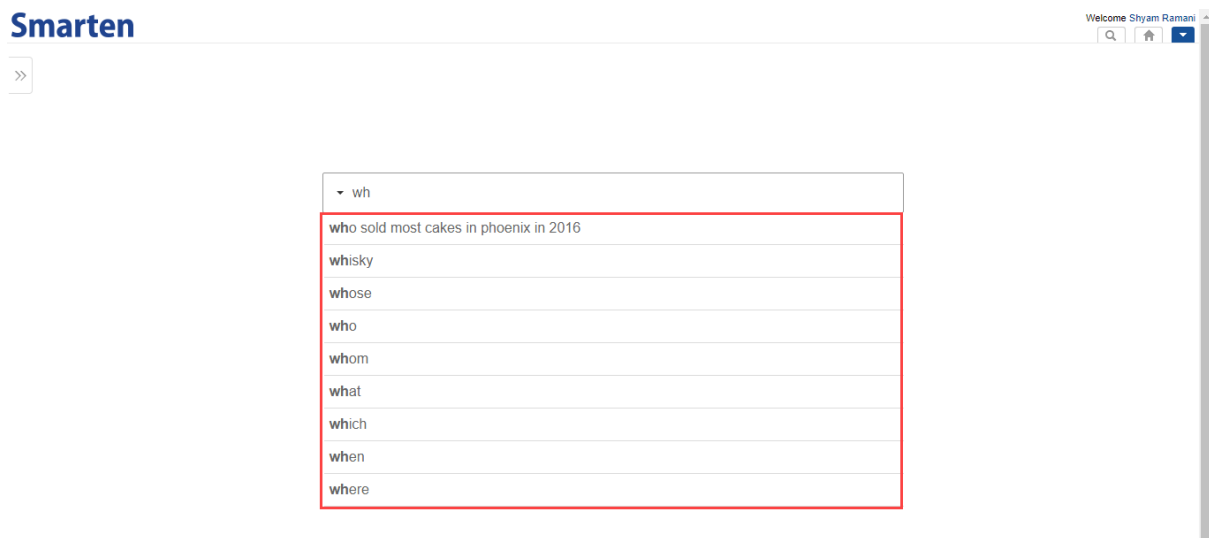 Smarten
Welcome Shyam Ramani
wh
who sold most cakes in phoenix in 2016
whisky
whose
who
whom
what
which
when
where